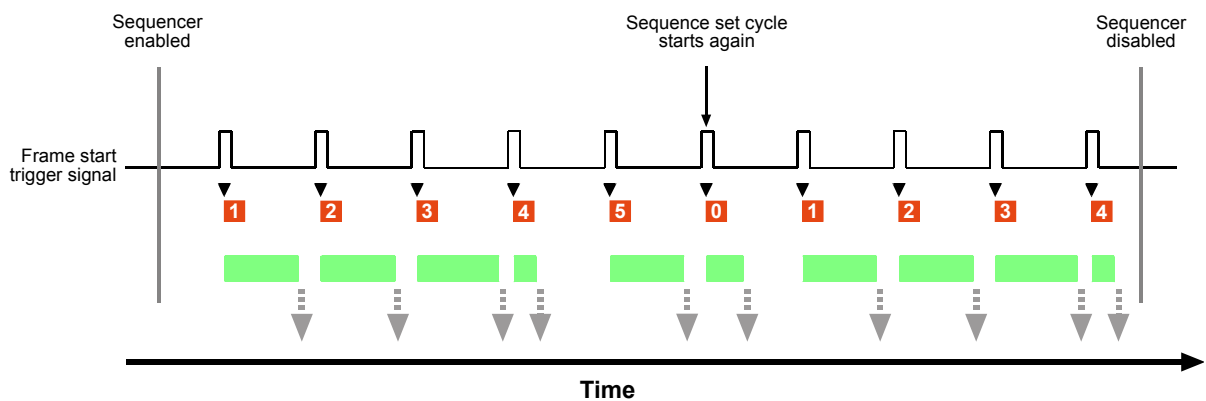 Sequencer
enabled
Sequence set cycle
starts again
Sequencer
disabled
Frame start
trigger signal
1 2 3 4 5 0 1 2 3 4
Time